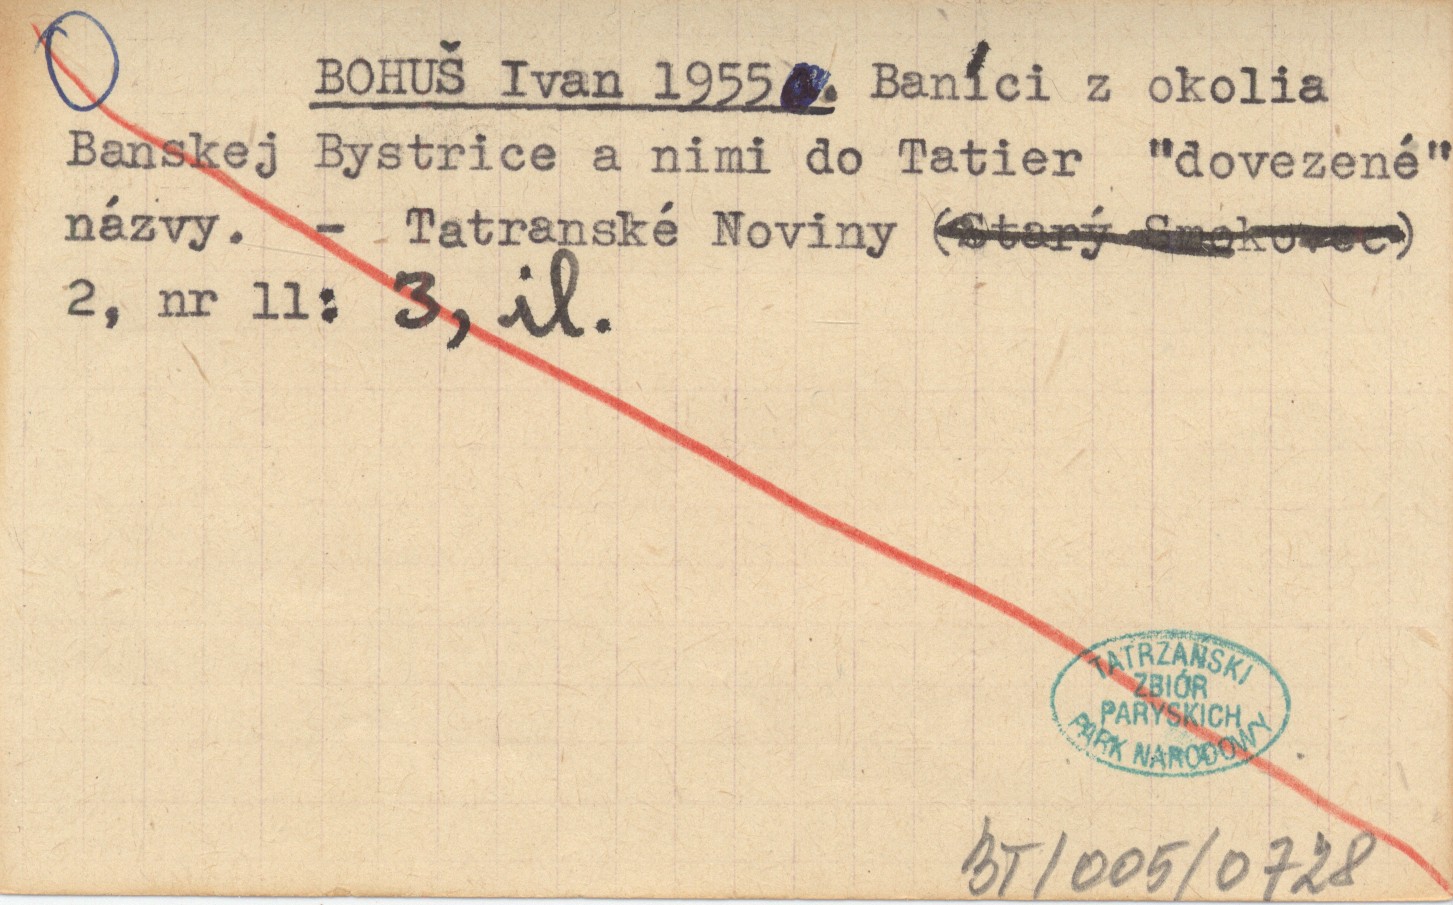 BOHUŠ Ivan 1955. Baníci z okolia
Banskej Bystrice a nimi do Tatier "dovezené"
názvy. - Tatranské Noviny (Starý Smokovec)
2, nr 11: 3, il.
TATRZAŃSKI
ZBIÓR
PARYSKICH
PARK NARODOWY
BT/005/0728